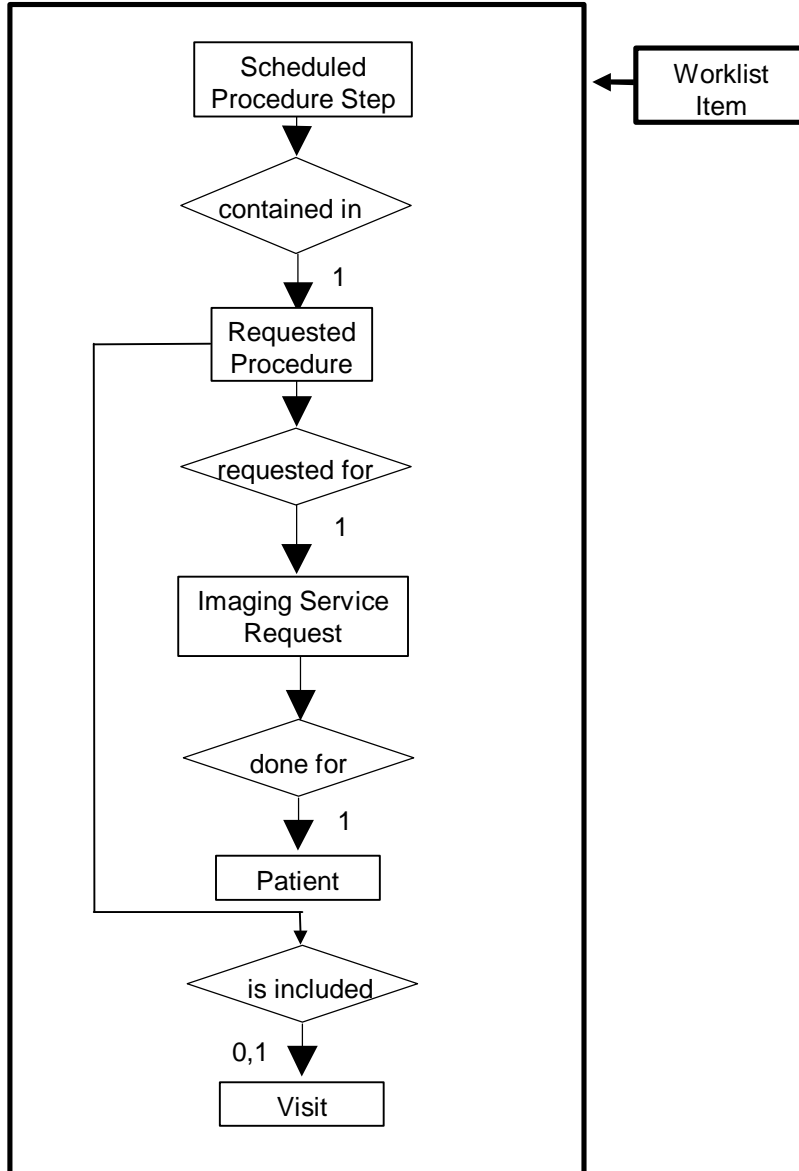 Scheduled
Procedure Step
Worklist
Item
contained in
1
Requested
Procedure
requested for
1
Imaging Service
Request
done for
1
Patient
is included
0,1
Visit